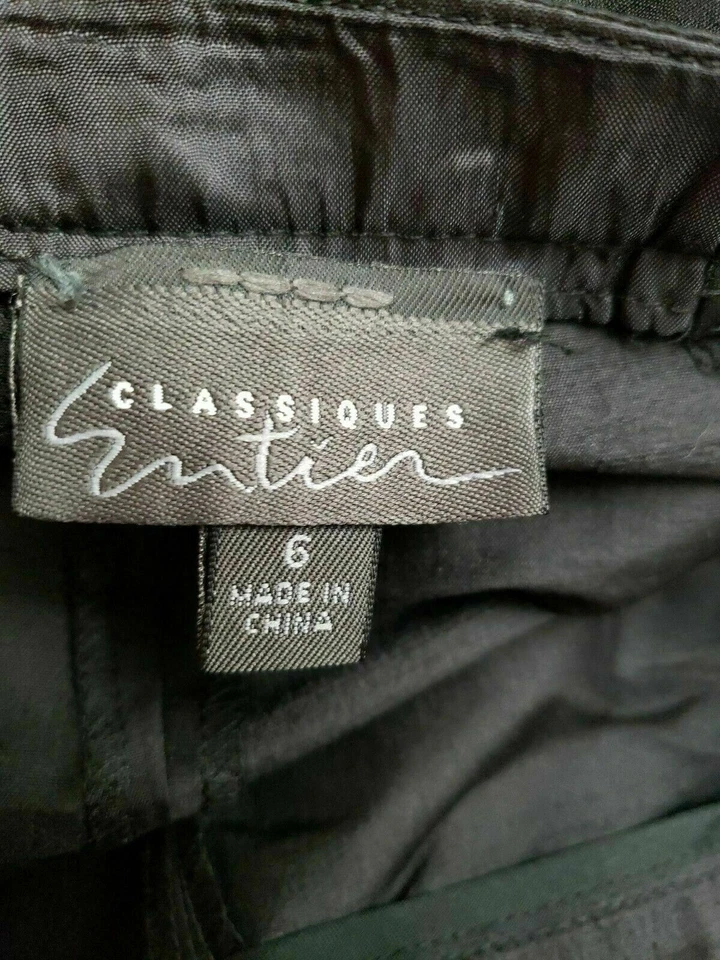 CLASSIQUES
Entier
6
MADE IN
CHINA